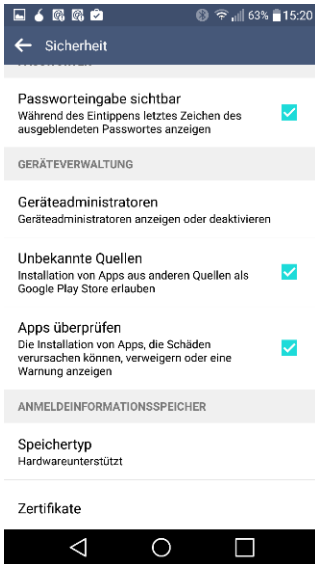 63% 15:20
Sicherheit
Passworteingabe sichtbar
Während des Eintippens letztes Zeichen des
ausgeblendeten Passwortes anzeigen
GERÄTEVERWALTUNG
Geräteadministratoren
Geräteadministratoren anzeigen oder deaktivieren
Unbekannte Quellen
Installation von Apps aus anderen Quellen als
Google Play Store erlauben
Apps überprüfen
Die Installation von Apps, die Schäden
verursachen können, verweigern oder eine
Warnung anzeigen
ANMELDEINFORMATIONSSPEICHER
Speichertyp
Hardwareunterstützt
Zertifikate